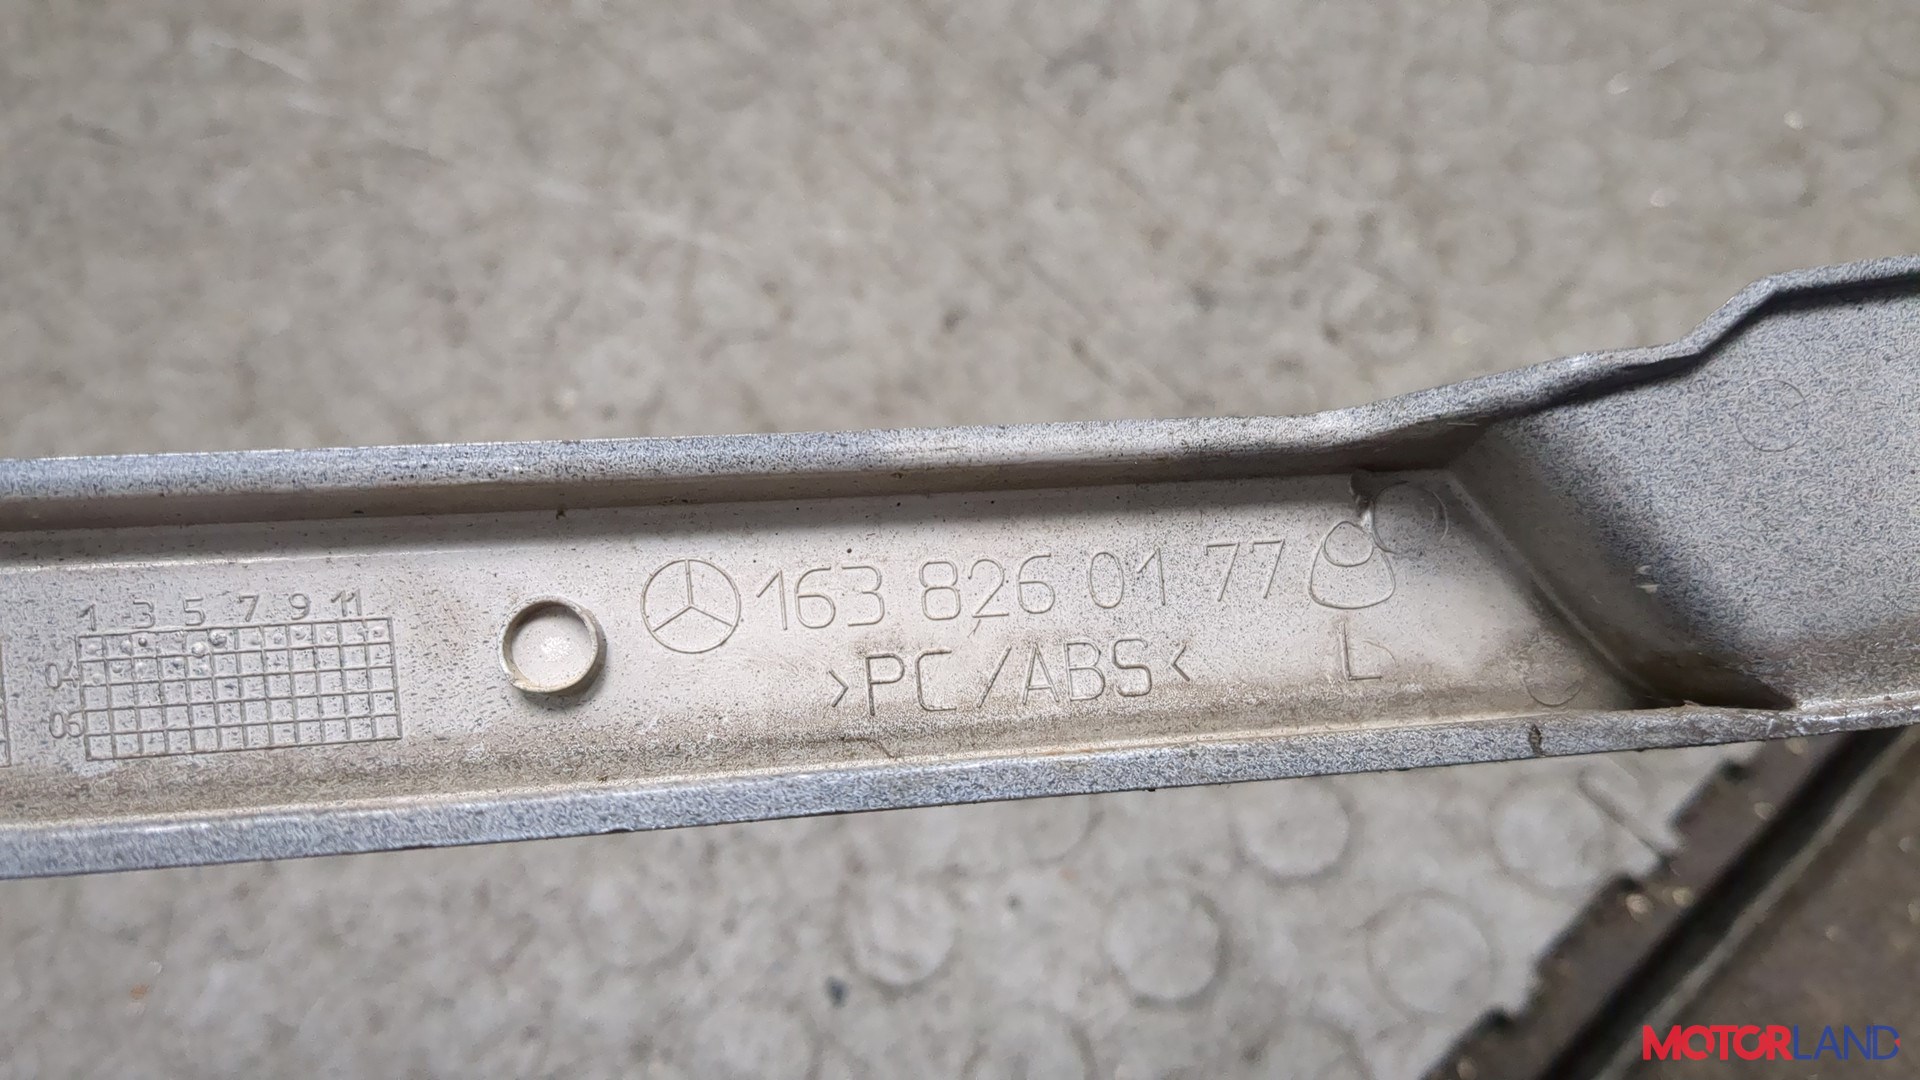 163 826 01 77
>PC/ABS<
L
1 3 5 7 9 11
04
05
MOTORLAND